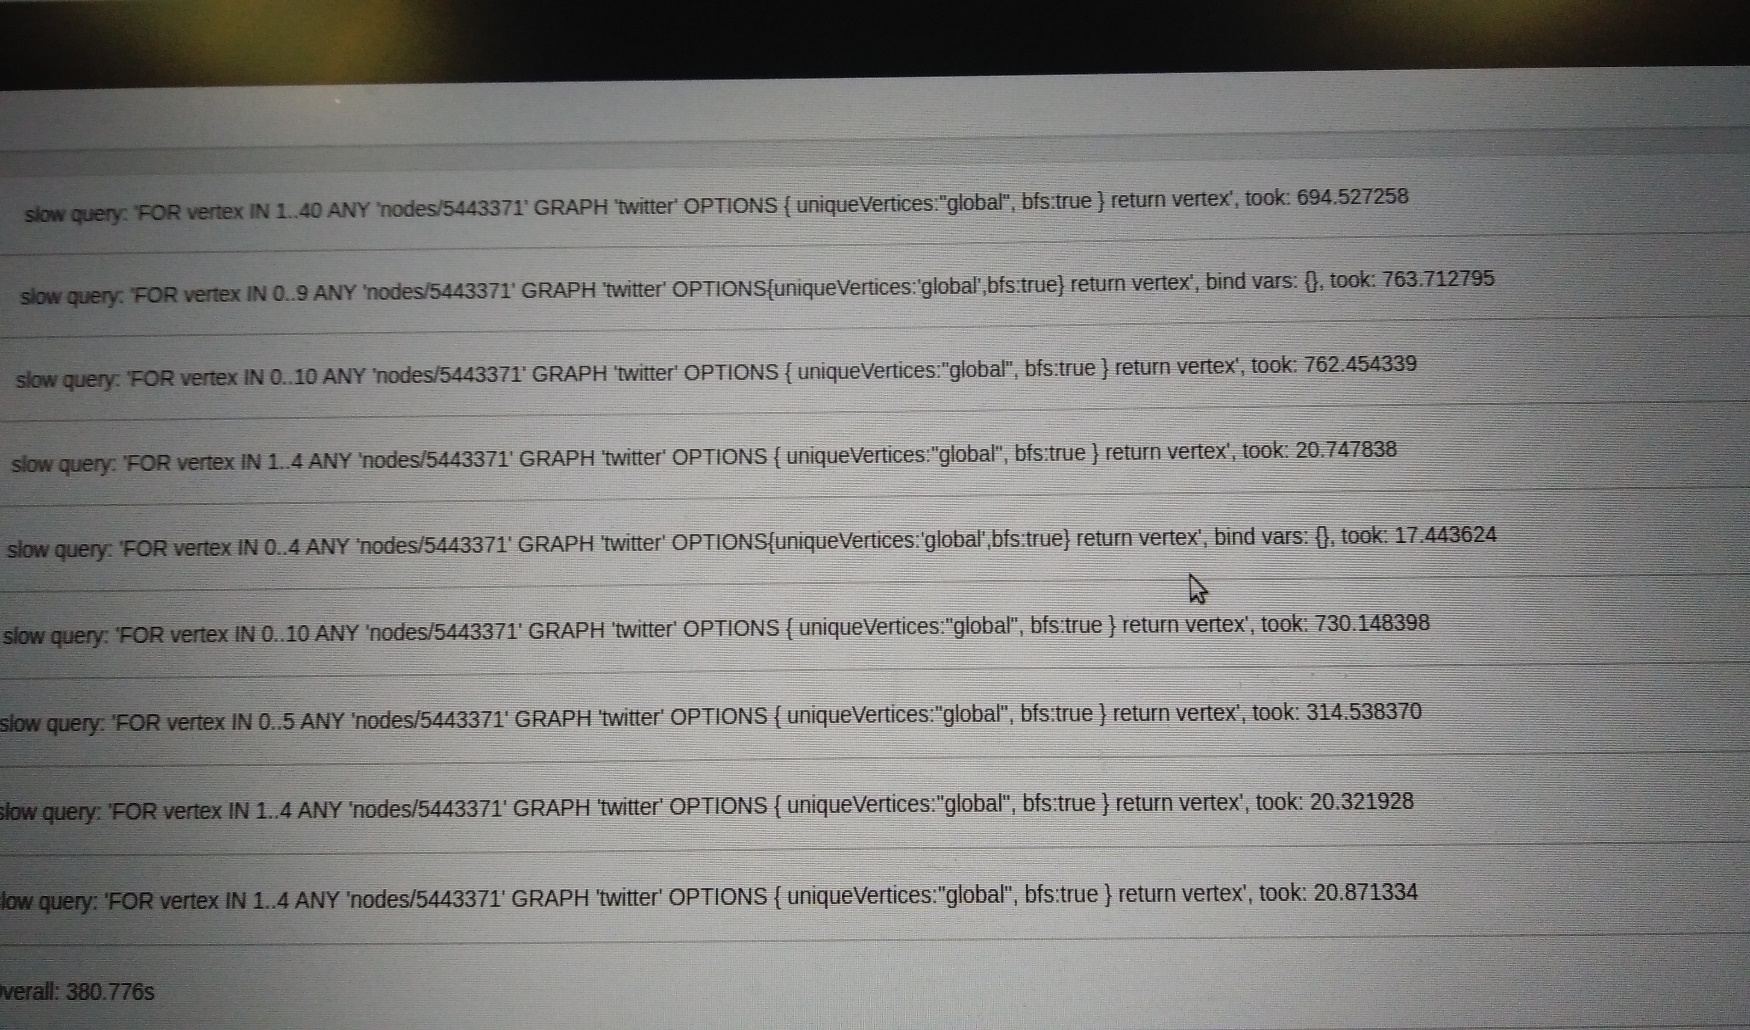 slow query: 'FOR vertex IN 1..40 ANY 'nodes/5443371' GRAPH 'twitter' OPTIONS { uniqueVertices:"global", bfs:true } return vertex', took: 694.527258
slow query: 'FOR vertex IN 0..9 ANY 'nodes/5443371' GRAPH 'twitter' OPTIONS{uniqueVertices:'global',bfs:true} return vertex', bind vars: {}, took: 763.712795
slow query: 'FOR vertex IN 0..10 ANY 'nodes/5443371' GRAPH 'twitter' OPTIONS { uniqueVertices:"global", bfs:true } return vertex', took: 762.454339
slow query: 'FOR vertex IN 1..4 ANY 'nodes/5443371' GRAPH 'twitter' OPTIONS { uniqueVertices:"global", bfs:true } return vertex', took: 20.747838
slow query: 'FOR vertex IN 0..4 ANY 'nodes/5443371' GRAPH 'twitter' OPTIONS{uniqueVertices:'global',bfs:true} return vertex', bind vars: {}, took: 17.443624
slow query: 'FOR vertex IN 0..10 ANY 'nodes/5443371' GRAPH 'twitter' OPTIONS { uniqueVertices:"global", bfs:true } return vertex', took: 730.148398
slow query: 'FOR vertex IN 0..5 ANY 'nodes/5443371' GRAPH 'twitter' OPTIONS { uniqueVertices:"global", bfs:true } return vertex', took: 314.538370
slow query: 'FOR vertex IN 1..4 ANY 'nodes/5443371' GRAPH 'twitter' OPTIONS { uniqueVertices:"global", bfs:true } return vertex', took: 20.321928
low query: 'FOR vertex IN 1..4 ANY 'nodes/5443371' GRAPH 'twitter' OPTIONS { uniqueVertices:"global", bfs:true } return vertex', took: 20.871334
verall: 380.776s